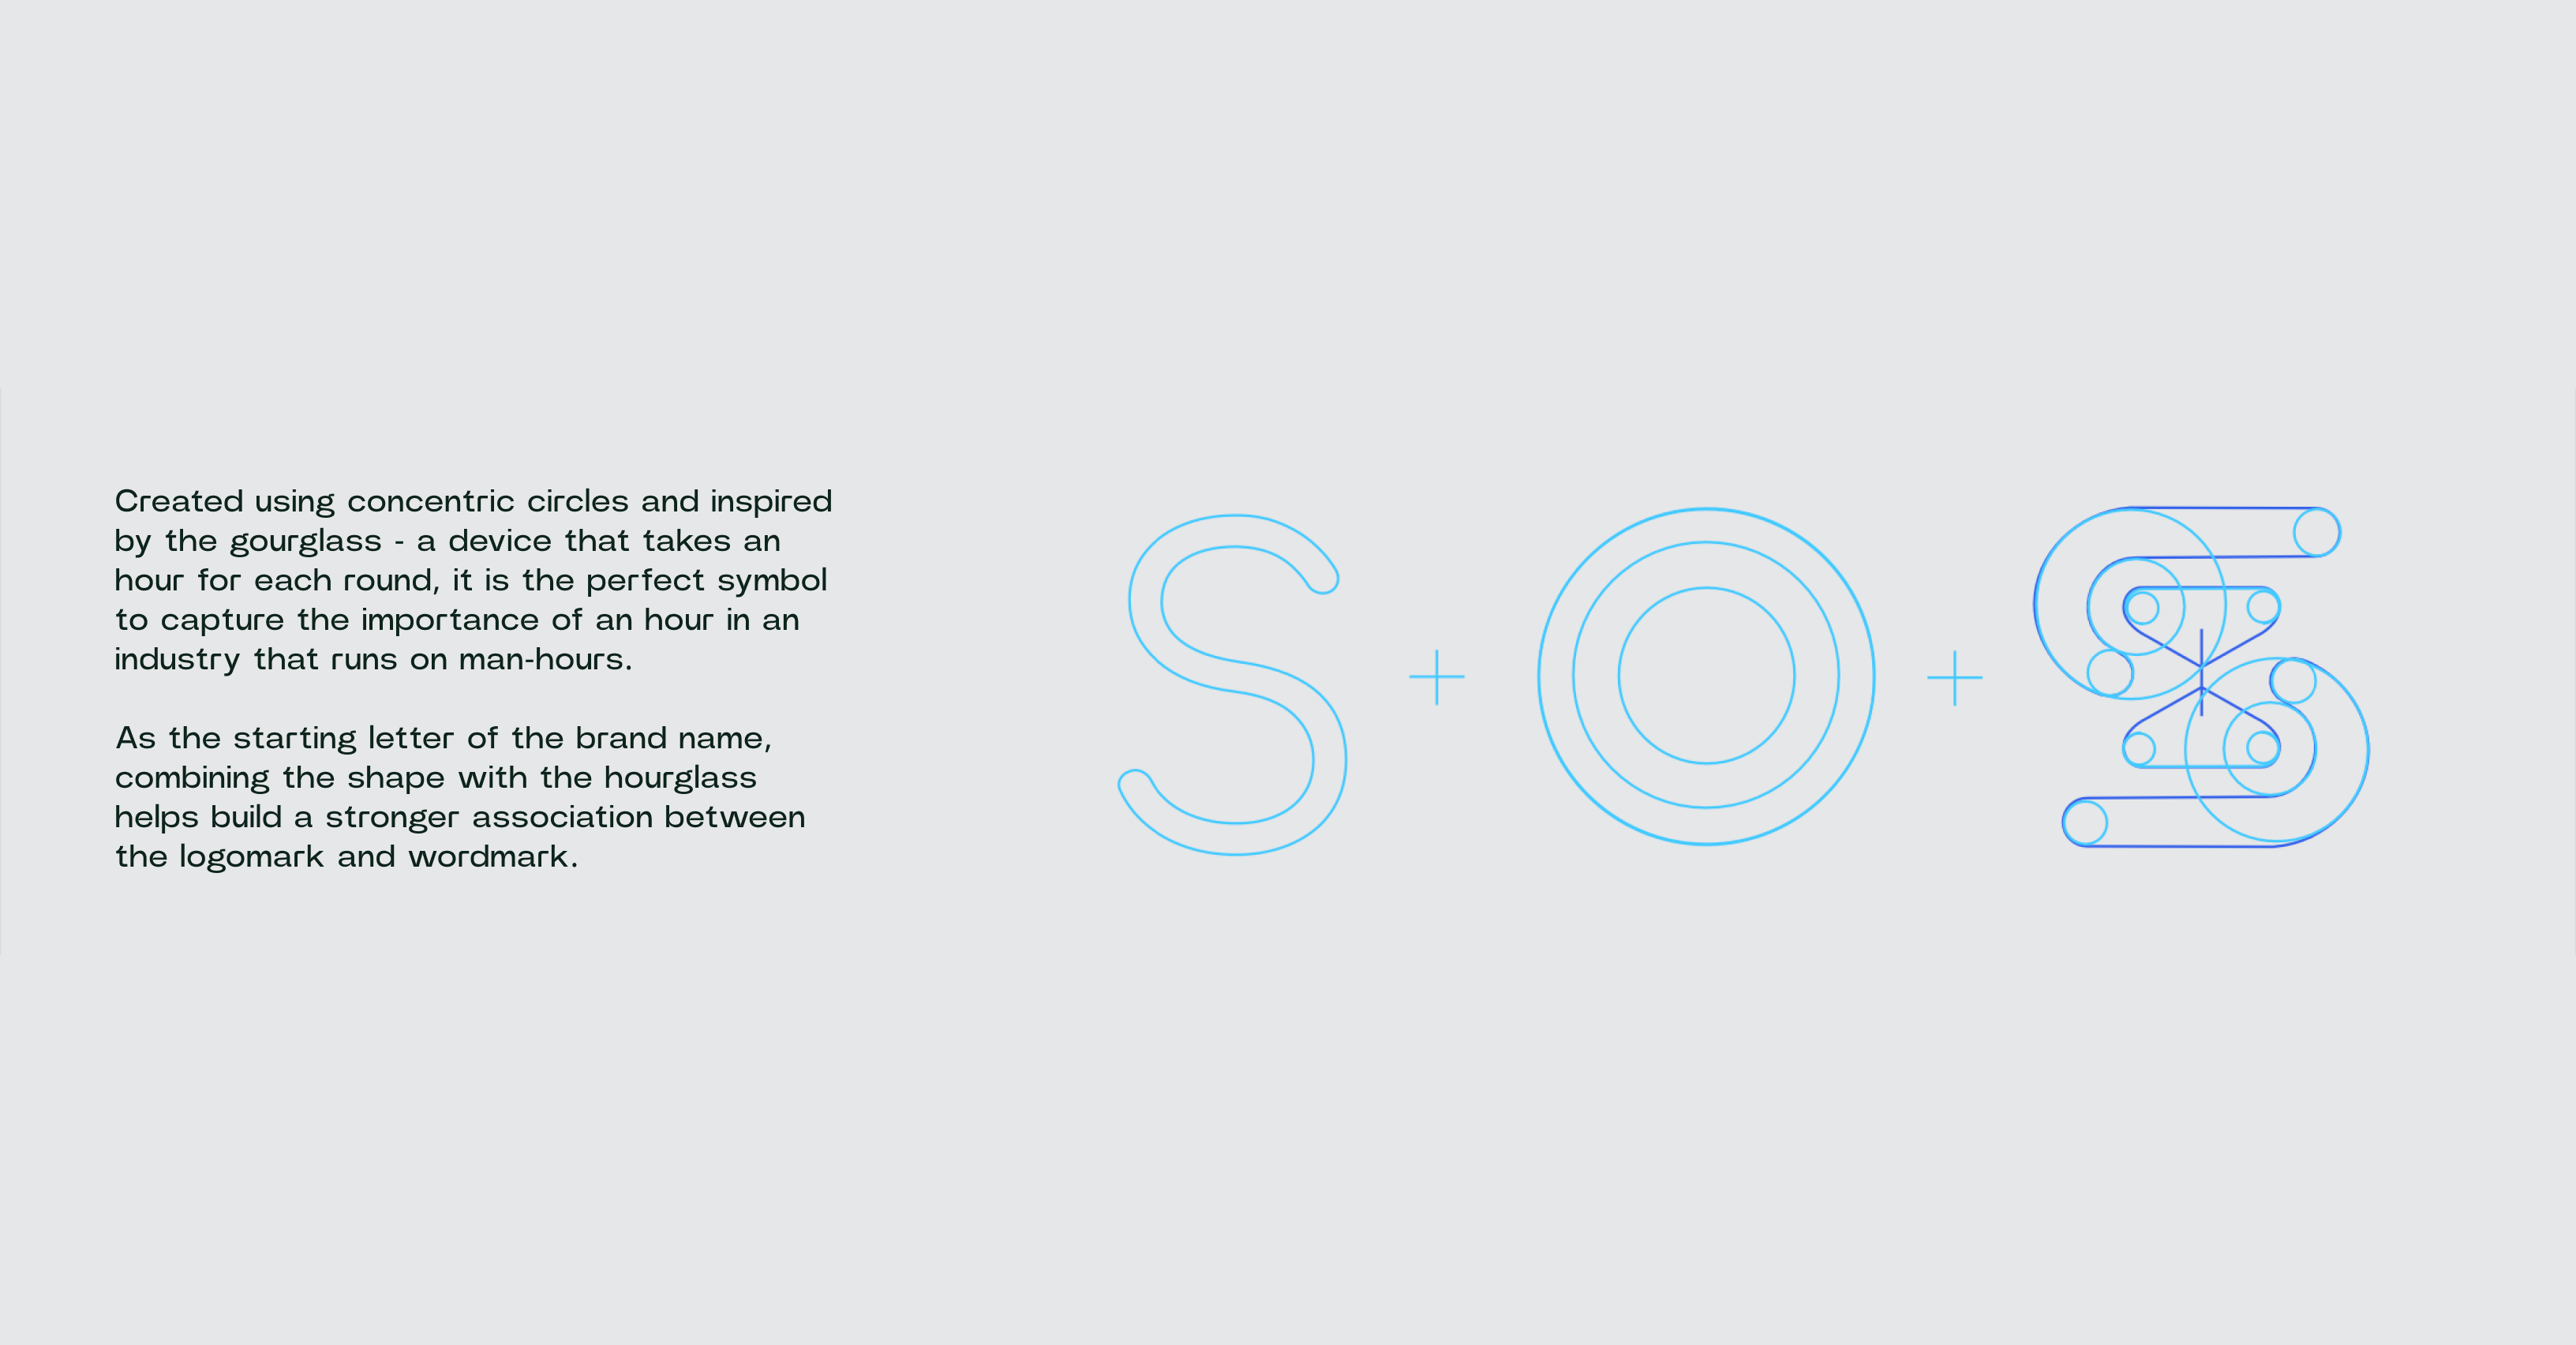 Created using concentric circles and inspired
by the gourglass - a device that takes an
hour for each round, it is the perfect symbol
to capture the importance of an hour in an
industry that runs on man-hours.
As the starting letter of the brand name,
combining the shape with the hourglass
helps build a stronger association between
the logomark and wordmark.
S + O +